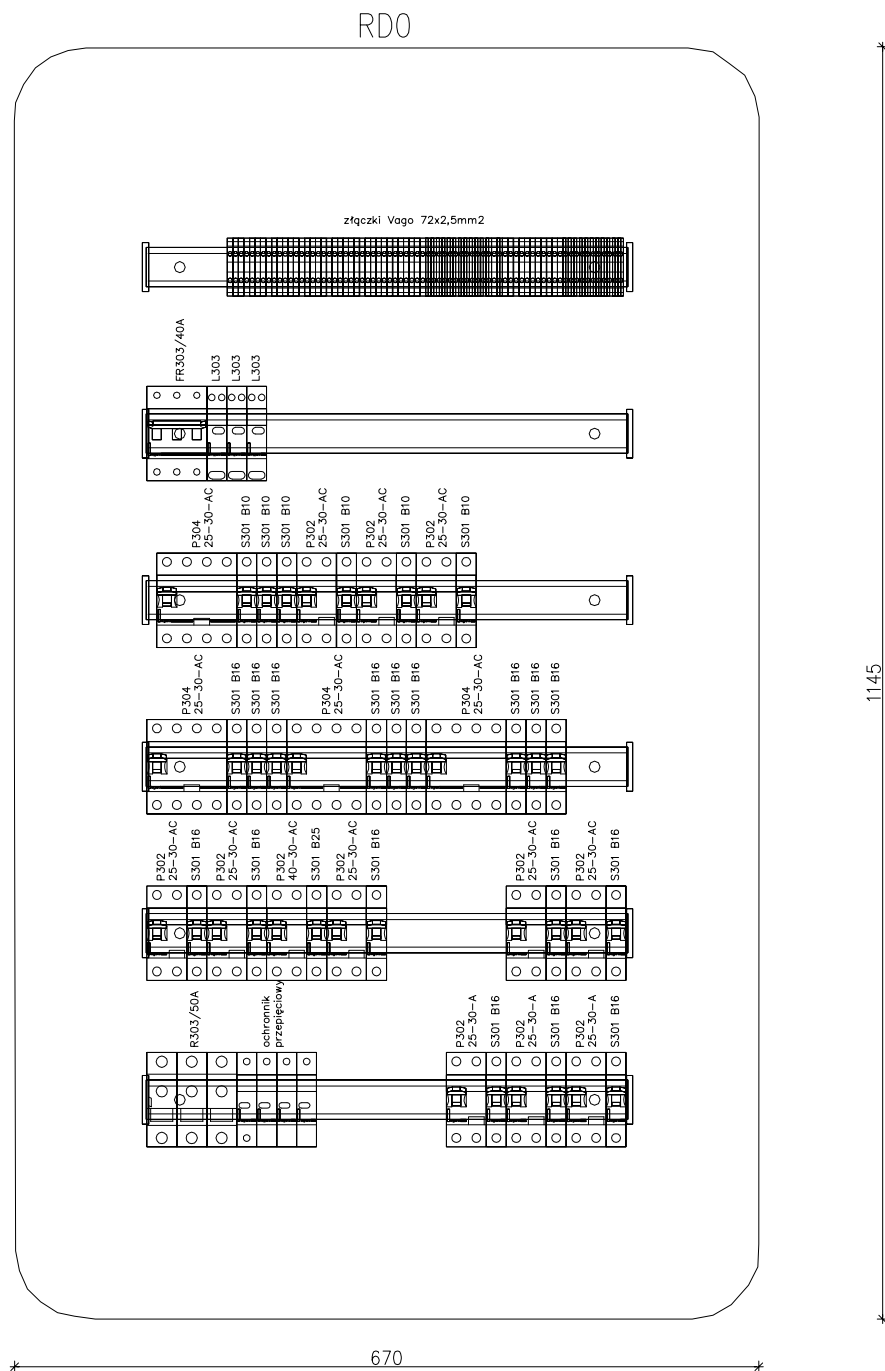 RD0
złączki Vago 72x2,5mm2
FR303/40A
L303
L303
L303
P304
25-30-AC
S301 B10
S301 B10
S301 B10
P302
25-30-AC
S301 B10
P302
25-30-AC
S301 B10
P302
25-30-AC
S301 B10
P304
25-30-AC
S301 B16
S301 B16
S301 B16
P304
25-30-AC
S301 B16
S301 B16
S301 B16
P304
25-30-AC
S301 B16
S301 B16
S301 B16
P302
25-30-AC
S301 B16
P302
25-30-AC
S301 B16
P302
40-30-AC
S301 B25
P302
25-30-AC
S301 B16
P302
25-30-AC
S301 B16
P302
25-30-AC
S301 B16
R303/50A
ochronnik
przepięciowy
P302
25-30-A
S301 B16
P302
25-30-A
S301 B16
P302
25-30-A
S301 B16
1145
670